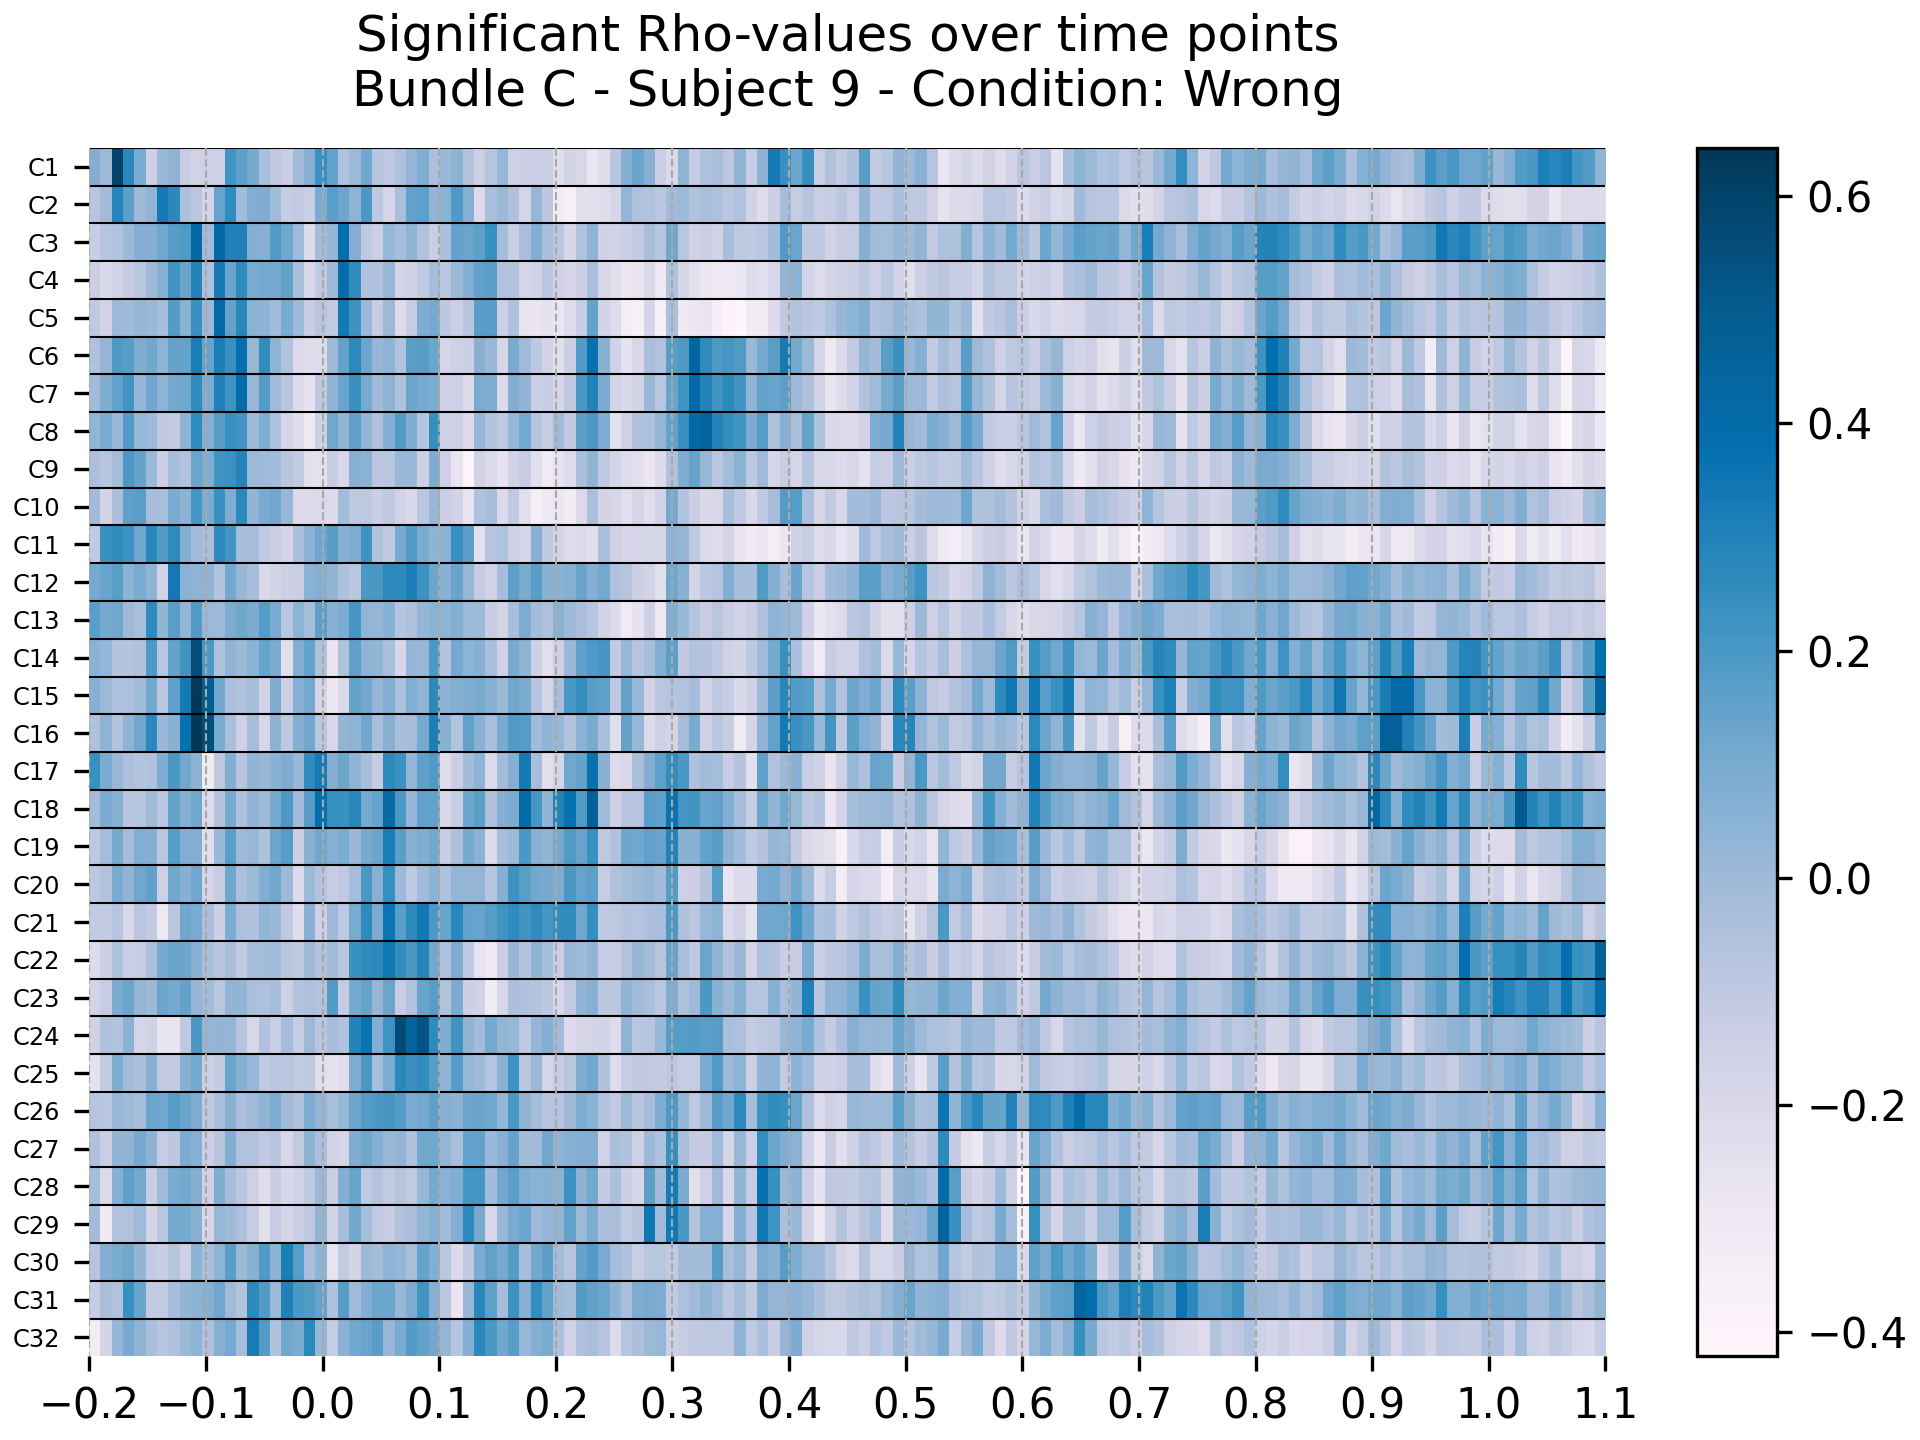 Significant Rho-values over time points
Bundle C - Subject 9 - Condition: Wrong
C1
C2
C3
C4
C5
C6
C7
C8
C9
C10
C11
C12
C13
C14
C15
C16
C17
C18
C19
C20
C21
C22
C23
C24
C25
C26
C27
C28
C29
C30
C31
C32
−0.2 −0.1 0.0 0.1 0.2 0.3 0.4 0.5 0.6 0.7 0.8 0.9 1.0 1.1
0.6
0.4
0.2
0.0
−0.2
−0.4